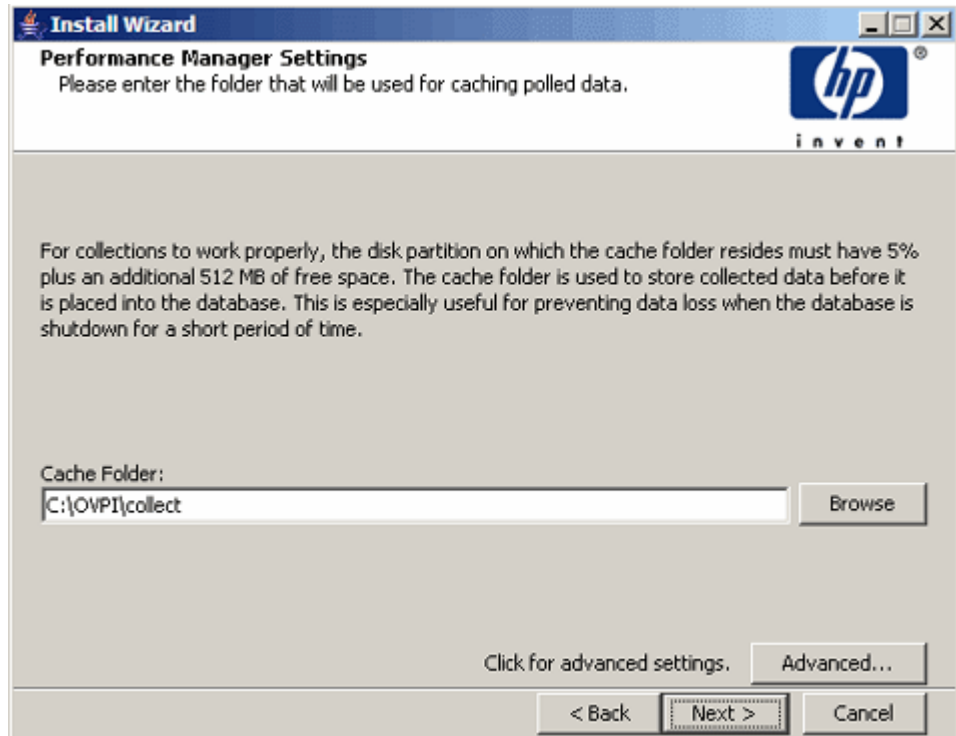 Install Wizard
Performance Manager Settings
Please enter the folder that will be used for caching polled data.
hp
®
invent
For collections to work properly, the disk partition on which the cache folder resides must have 5%
plus an additional 512 MB of free space. The cache folder is used to store collected data before it
is placed into the database. This is especially useful for preventing data loss when the database is
shutdown for a short period of time.
Cache Folder:
C:\OVPI\collect
Browse
Click for advanced settings.
Advanced...
< Back
Next >
Cancel